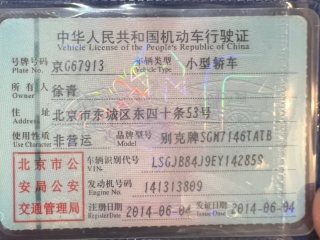 中华人民共和国机动车行驶证
Vehicle License of the People's Republic of China
号牌号码 京G67913 车辆类型 小型轿车
Plate No. Vehicle Type
所有人 徐青
Owner
住址 北京市东城区东四十条53号
Address
使用性质 非营运 品牌型号 别克牌SGM7146TATB
Use Character Model
北京市公 车辆识别代号 LSGJB84J9EY142858
安局公安 VIN
交通管理局 发动机号码 141313809
Engine No.
注册日期 2014-06-04 发证日期 2014-06-04
Register Date Issue Date